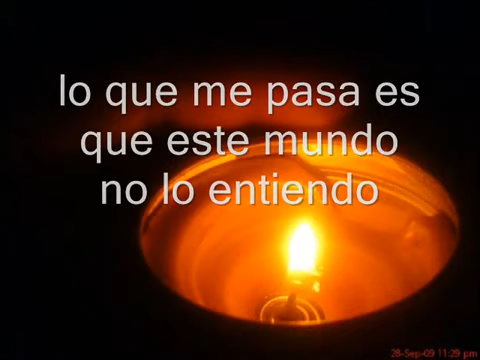 lo que me pasa es
que este mundo
no lo entiendo
28-Sep-09 11:29 pm